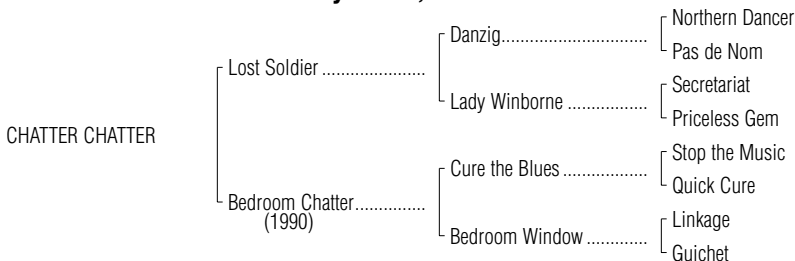 Northern Dancer
Danzig..............................
Pas de Nom
Lost Soldier ......................
Secretariat
Lady Winborne .................
Priceless Gem
CHATTER CHATTER
Stop the Music
Cure the Blues ..................
Quick Cure
Bedroom Chatter...............
(1990)
Linkage
Bedroom Window .............
Guichet